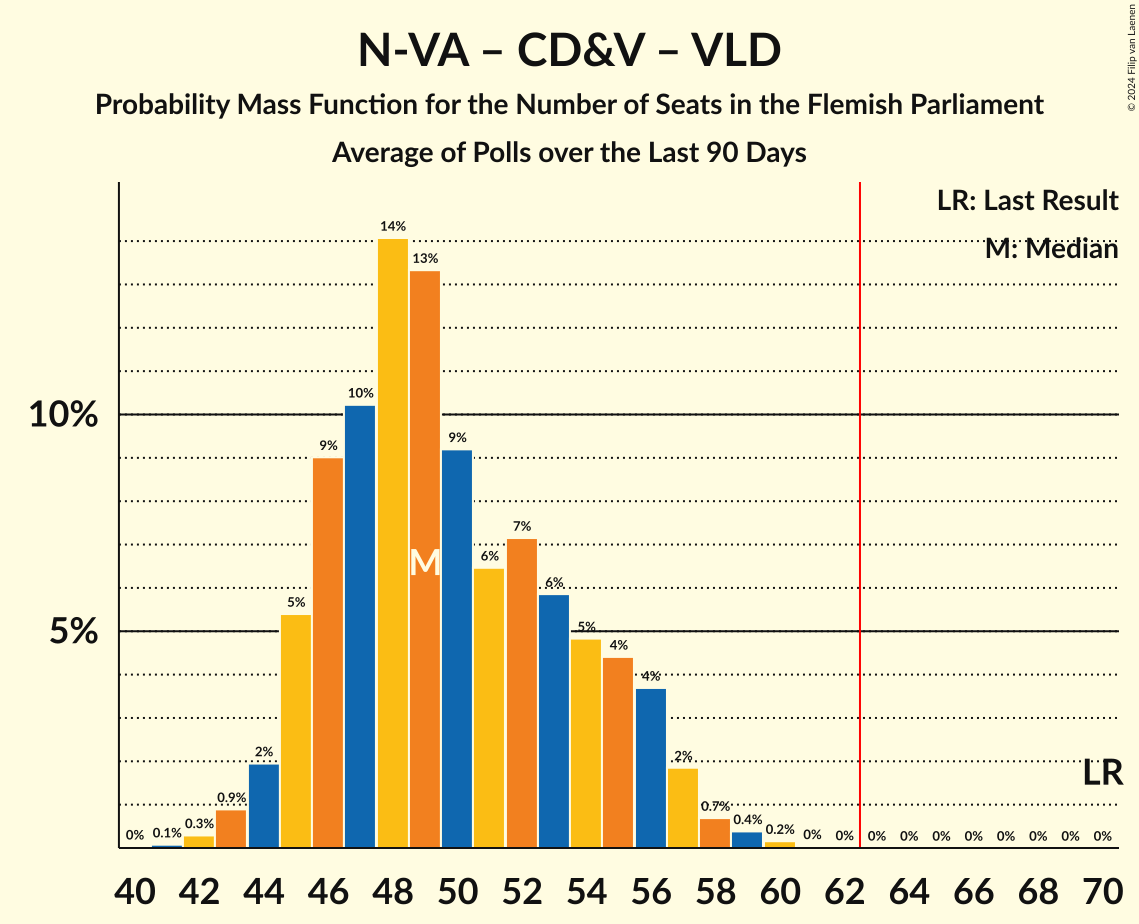 N-VA – CD&V – VLD
Probability Mass Function for the Number of Seats in the Flemish Parliament
Average of Polls over the Last 90 Days
© 2024 Filip van Laenen
LR: Last Result
M: Median
14%
13%
10%
10%
9%
9%
7%
6%
M
6%
5%
5%
5%
4%
4%
2%
2%
LR
0.9%
0.7%
0.4%
0.3%
0.2%
0.1%
0%
0% 0% 0% 0% 0% 0% 0% 0% 0% 0%
40 42 44 46 48 50 52 54 56 58 60 62 64 66 68 70